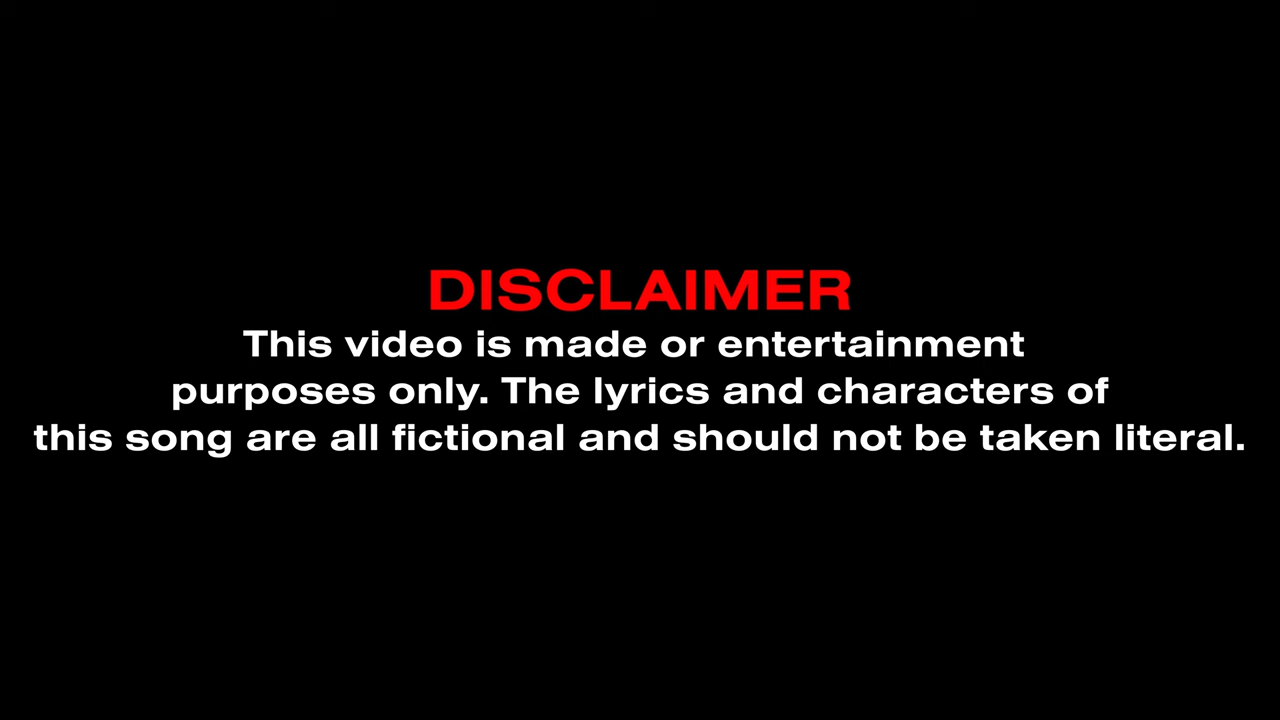 DISCLAIMER
This video is made or entertainment
purposes only. The lyrics and characters of
this song are all fictional and should not be taken literal.